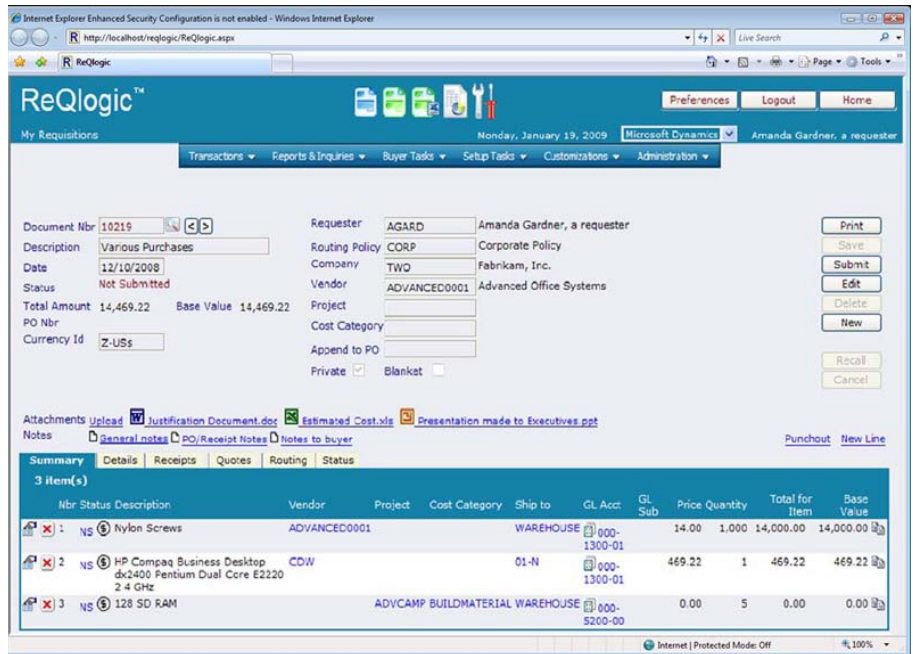 Internet Explorer Enhanced Security Configuration is not enabled - Windows Internet Explorer
R http://localhost/reqlogic/ReQlogic.aspx Live Search
R ReQlogic Page Tools
ReQlogic™ Preferences Logout Home
My Requisitions Monday, January 19, 2009 Microsoft Dynamics Amanda Gardner, a requester
Transactions Reports & Inquiries Buyer Tasks Setup Tasks Customizations Administration
Document Nbr 10219 < > Requester AGARD Amanda Gardner, a requester Print
Description Various Purchases Routing Policy CORP Corporate Policy Save
Date 12/10/2008 Company TWO Fabrikam, Inc. Submit
Status Not Submitted Vendor ADVANCED0001 Advanced Office Systems Edit
Total Amount 14,469.22 Base Value 14,469.22 Project Delete
PO Nbr Cost Category New
Currency Id Z-US$ Append to PO Recall
Private Blanket Cancel
Attachments Upload Justification Document.doc Estimated Cost.xls Presentation made to Executives.ppt
Notes General notes PO/Receipt Notes Notes to buyer Punchout New Line
Summary Details Receipts Quotes Routing Status
3 item(s)
Nbr Status Description Vendor Project Cost Category Ship to GL Acct GL Sub Price Quantity Total for Item Base Value
1 NS $ Nylon Screws ADVANCED0001 WAREHOUSE 000- 14.00 1,000 14,000.00 14,000.00
1300-01
2 NS $ HP Compaq Business Desktop CDW 01-N 000- 469.22 1 469.22 469.22
dx2400 Pentium Dual Core E2220 1300-01
2 4 GHz
3 NS $ 128 SD RAM ADVCAMP BUILDMATERIAL WAREHOUSE 000- 0.00 5 0.00 0.00
5200-00
Internet | Protected Mode: Off 100%